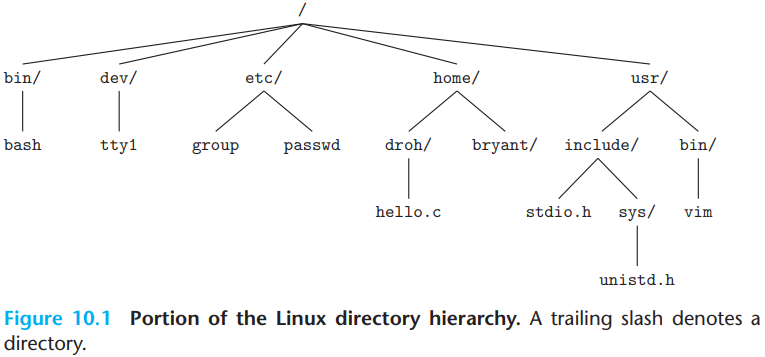 /
bin/ dev/ etc/ home/ usr/
bash tty1 group passwd droh/ bryant/ include/ bin/
hello.c stdio.h sys/ vim
unistd.h
Figure 10.1 Portion of the Linux directory hierarchy. A trailing slash denotes a
directory.